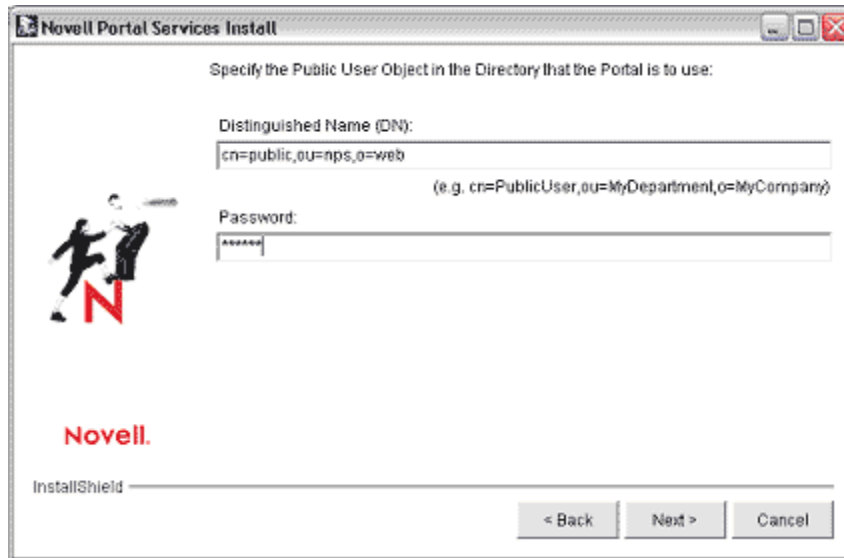 Novell Portal Services Install
Specify the Public User Object in the Directory that the Portal is to use:
Distinguished Name (DN):
cn=public,ou=nps,o=web
(e.g. cn=PublicUser,ou=MyDepartment,o=MyCompany)
Password:
******
N
Novell.
InstallShield
< Back
Next >
Cancel